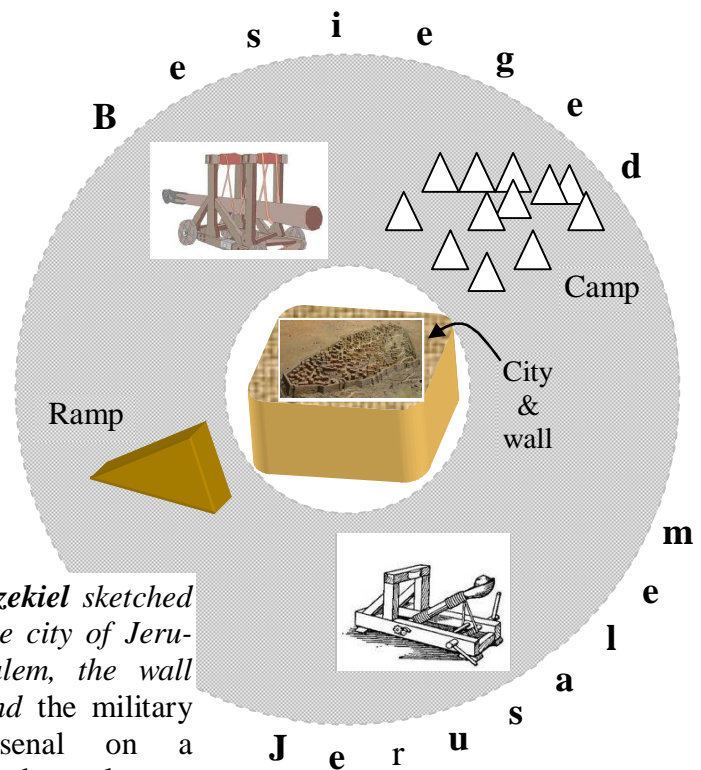 Besieged
Camp
City
&
wall
Ramp
zekiel sketched
e city of Jeru-
alem, the wall
nd the military
senal on a
Jerusalem